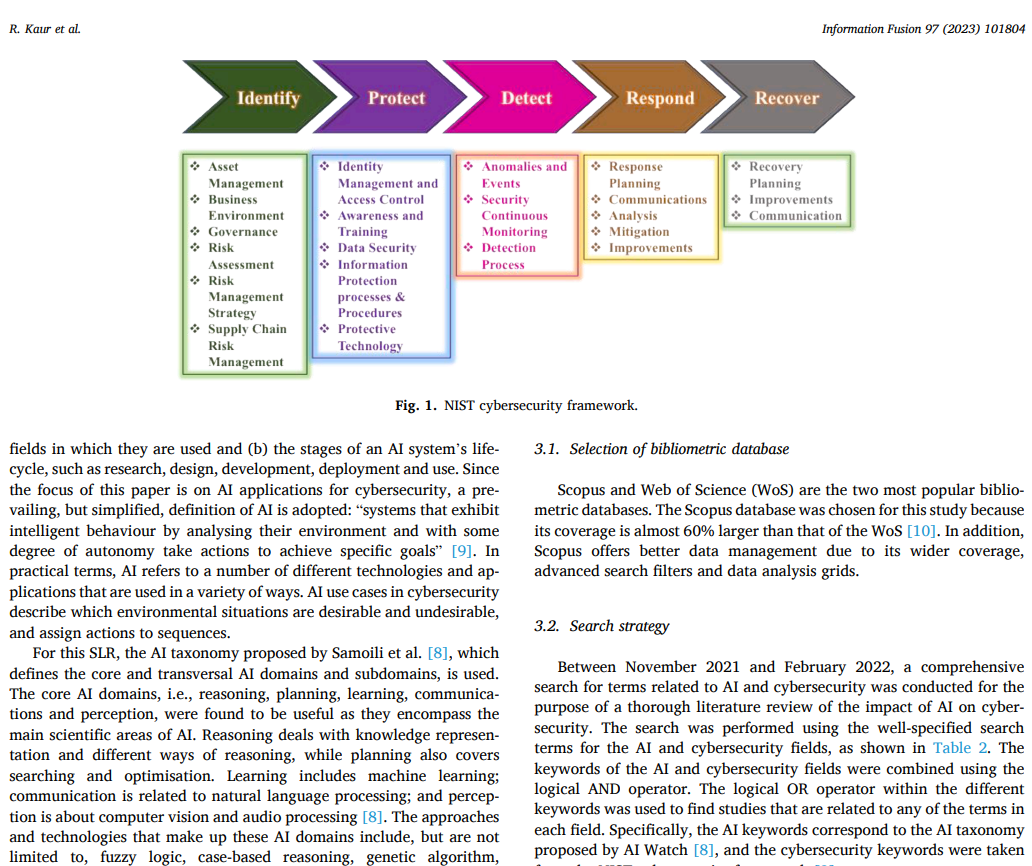 R. Kaur et al.
Information Fusion 97 (2023) 101804
Identify
Protect
Detect
Respond
Recover
❖ Asset
Management
❖ Business
Environment
❖ Governance
❖ Risk
Assessment
❖ Risk
Management
Strategy
❖ Supply Chain
Risk
Management
❖ Identity
Management and
Access Control
❖ Awareness and
Training
❖ Data Security
❖ Information
Protection
processes &
Procedures
❖ Protective
Technology
❖ Anomalies and
Events
❖ Security
Continuous
Monitoring
❖ Detection
Process
❖ Response
Planning
❖ Communications
❖ Analysis
❖ Mitigation
❖ Improvements
❖ Recovery
Planning
❖ Improvements
❖ Communication
Fig. 1. NIST cybersecurity framework.
fields in which they are used and (b) the stages of an AI system's life-
cycle, such as research, design, development, deployment and use. Since
the focus of this paper is on AI applications for cybersecurity, a pre-
vailing, but simplified, definition of AI is adopted: “systems that exhibit
intelligent behaviour by analysing their environment and with some
degree of autonomy take actions to achieve specific goals” [9]. In
practical terms, AI refers to a number of different technologies and ap-
plications that are used in a variety of ways. AI use cases in cybersecurity
describe which environmental situations are desirable and undesirable,
and assign actions to sequences.
For this SLR, the AI taxonomy proposed by Samoili et al. [8], which
defines the core and transversal AI domains and subdomains, is used.
The core AI domains, i.e., reasoning, planning, learning, communica-
tions and perception, were found to be useful as they encompass the
main scientific areas of AI. Reasoning deals with knowledge represen-
tation and different ways of reasoning, while planning also covers
searching and optimisation. Learning includes machine learning;
communication is related to natural language processing; and percep-
tion is about computer vision and audio processing [8]. The approaches
and technologies that make up these AI domains include, but are not
limited to, fuzzy logic, case-based reasoning, genetic algorithm,
3.1. Selection of bibliometric database
Scopus and Web of Science (WoS) are the two most popular biblio-
metric databases. The Scopus database was chosen for this study because
its coverage is almost 60% larger than that of the WoS [10]. In addition,
Scopus offers better data management due to its wider coverage,
advanced search filters and data analysis grids.
3.2. Search strategy
Between November 2021 and February 2022, a comprehensive
search for terms related to AI and cybersecurity was conducted for the
purpose of a thorough literature review of the impact of AI on cyber-
security. The search was performed using the well-specified search
terms for the AI and cybersecurity fields, as shown in Table 2. The
keywords of the AI and cybersecurity fields were combined using the
logical AND operator. The logical OR operator within the different
keywords was used to find studies that are related to any of the terms in
each field. Specifically, the AI keywords correspond to the AI taxonomy
proposed by AI Watch [8], and the cybersecurity keywords were taken